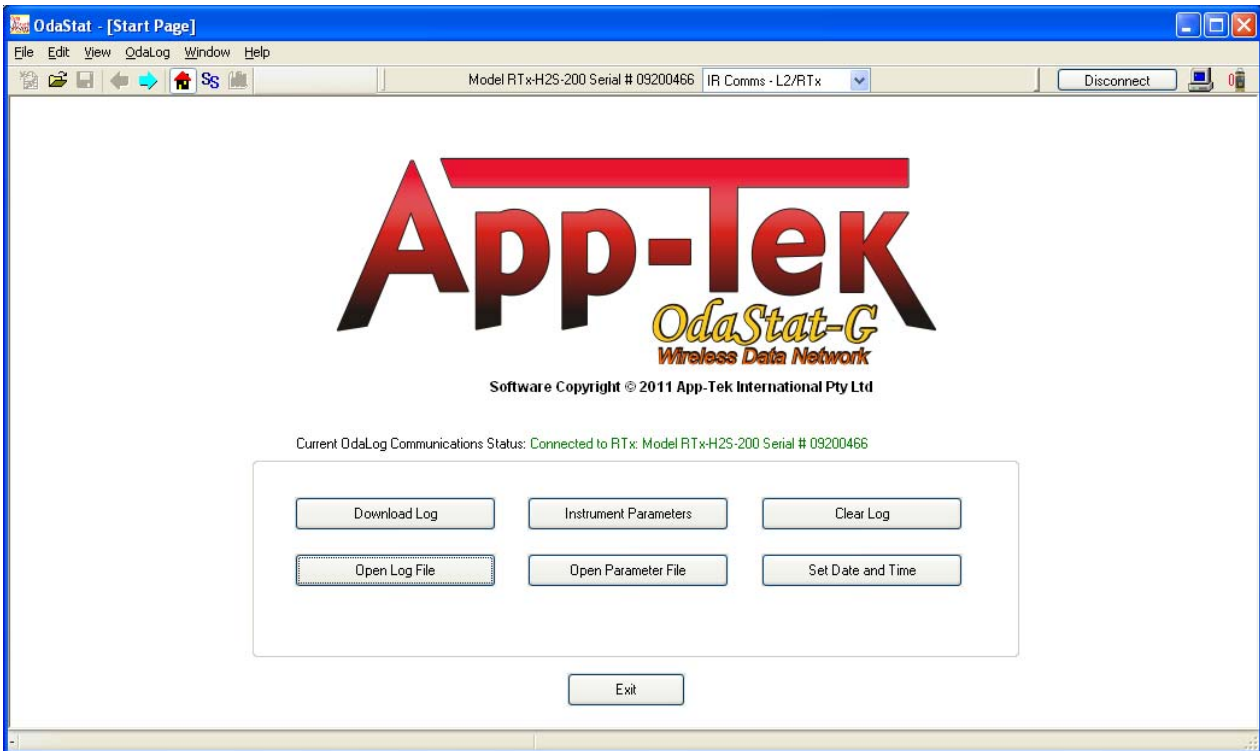 OdaStat - [Start Page]
File Edit View OdaLog Window Help
SS Model RTx-H2S-200 Serial # 09200466 IR Comms - L2/RTx Disconnect
App-Tek
OdaStat-G
Wireless Data Network
Software Copyright © 2011 App-Tek International Pty Ltd
Current OdaLog Communications Status: Connected to RTx: Model RTx-H2S-200 Serial # 09200466
Download Log Instrument Parameters Clear Log
Open Log File Open Parameter File Set Date and Time
Exit